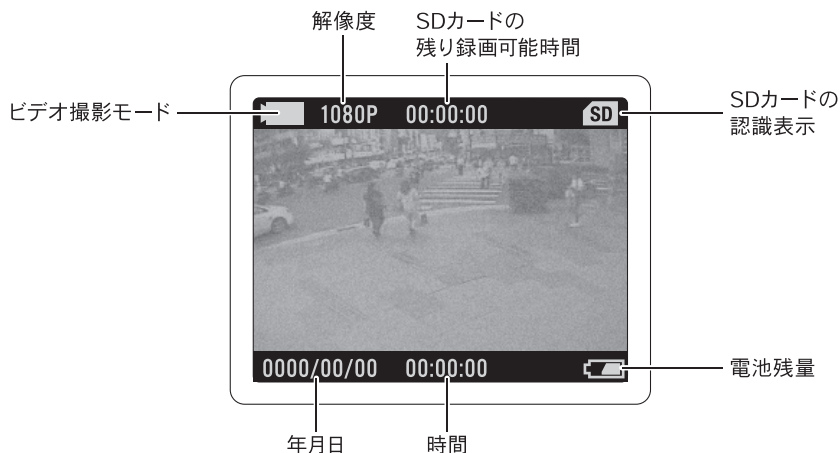 解像度
SDカードの
残り録画可能時間
ビデオ撮影モード
1080P
00:00:00
SD
SDカードの
認識表示
0000/00/00
00:00:00
電池残量
年月日
時間